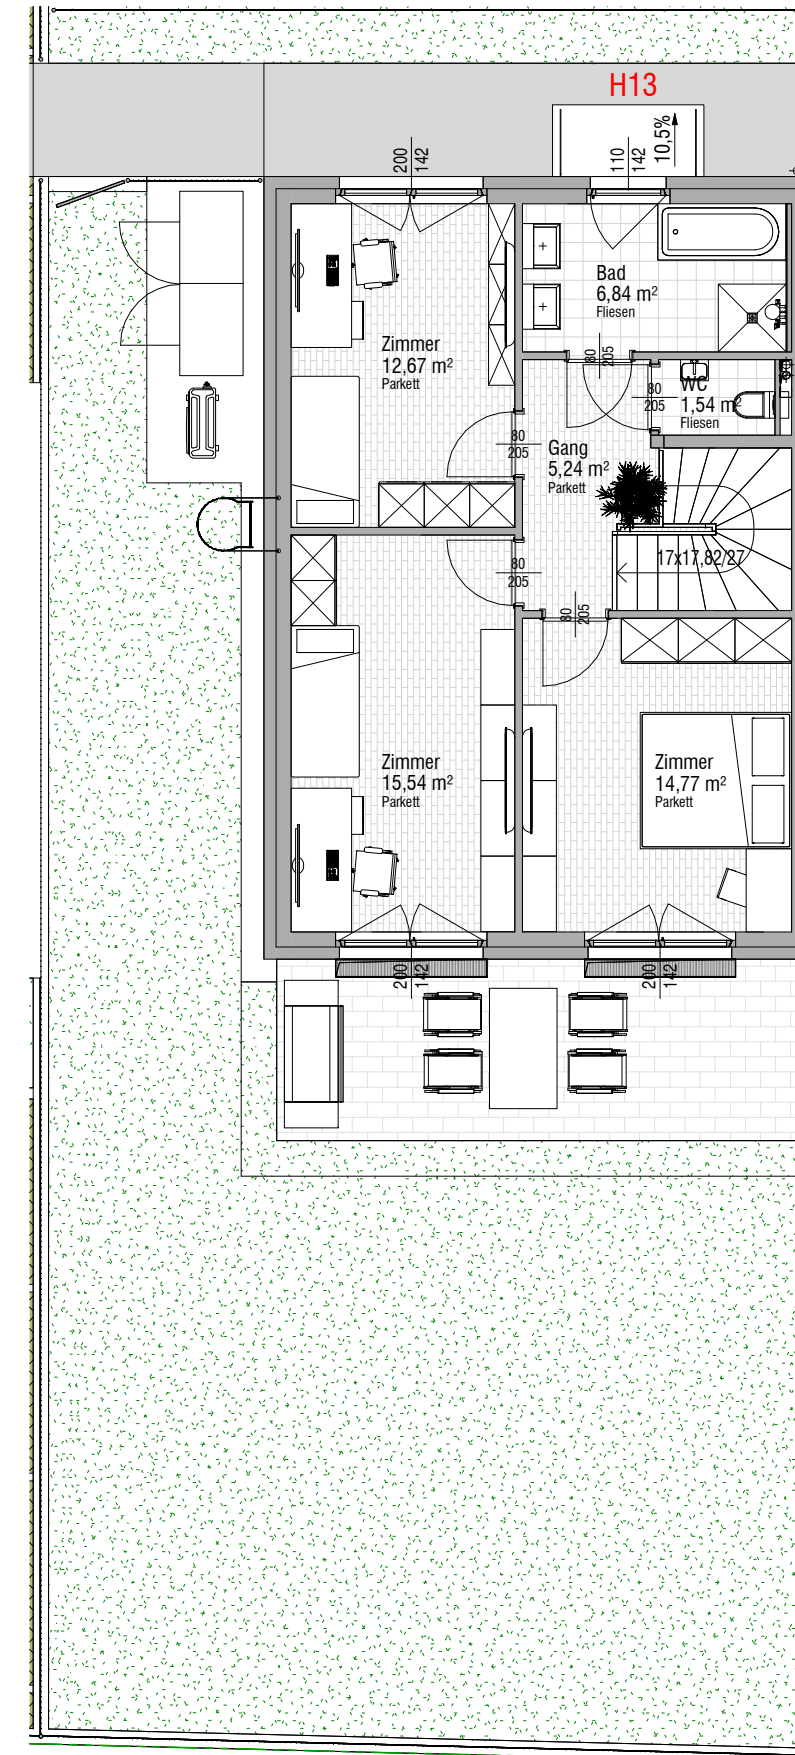 H13
10,5%
200
142
110
142
Bad
6,84 m²
Fliesen
Zimmer
12,67 m²
Parkett
80
205
WC
1,54 m²
Fliesen
80
205
Gang
5,24 m²
Parkett
80
205
17x17,82/27
80
205
80
205
Zimmer
15,54 m²
Parkett
Zimmer
14,77 m²
Parkett
200
142
200
142